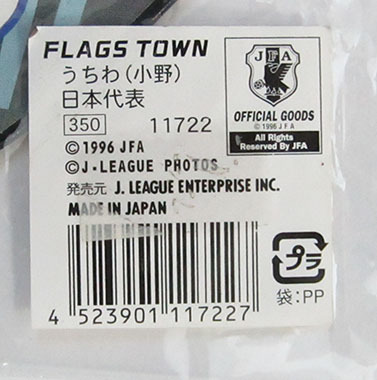 FLAGS TOWN
うちわ(小野)
日本代表
350 11722
©1996 JFA
©J・LEAGUE PHOTOS
発売元 J. LEAGUE ENTERPRISE INC.
MADE IN JAPAN
JFA
OFFICIAL GOODS
©1996 JFA
All Rights
Reserved By JFA
プラ
袋:PP
4 523901 117227